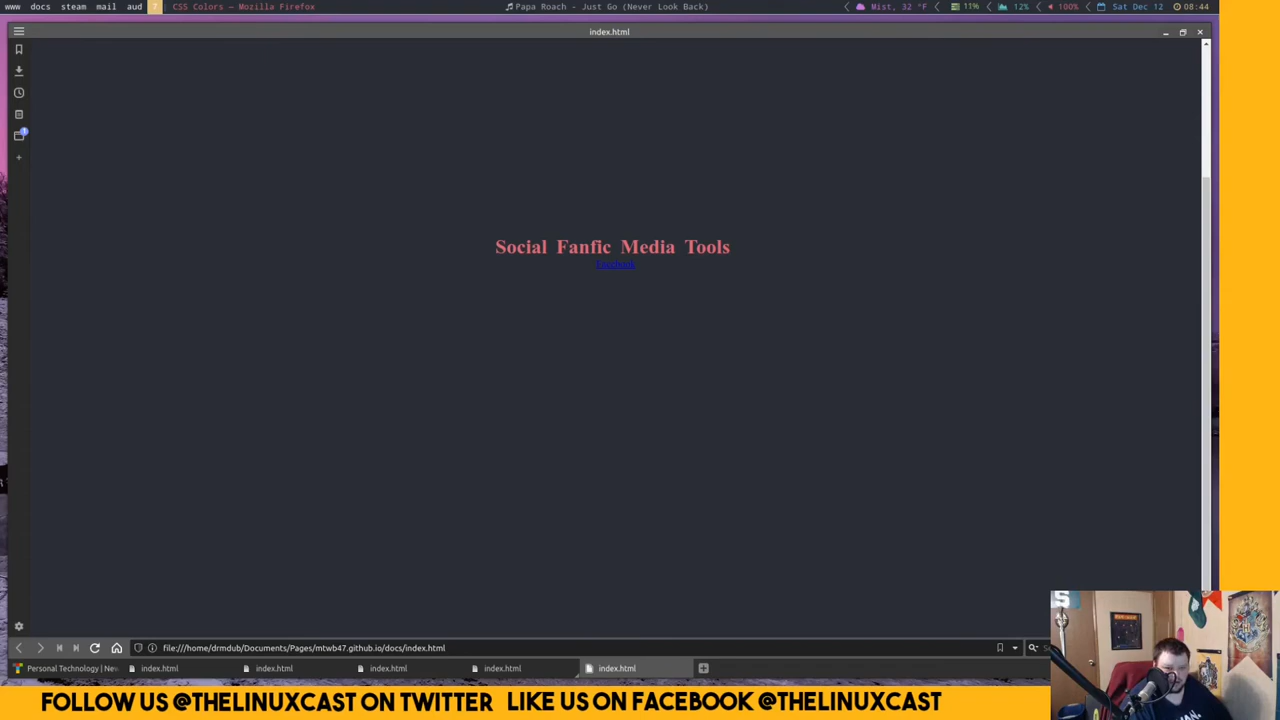 www docs steam mail aud 7 CSS Colors — Mozilla Firefox Papa Roach - Just Go (Never Look Back) Mist, 32 °F 11% 12% 100% Sat Dec 12 08:44
index.html
1
Social Fanfic Media Tools
Facebook
file:///home/drmdub/Documents/Pages/mtwb47.github.io/docs/index.html
Personal Technology | New index.html index.html index.html index.html index.html
S
FOLLOW US @THELINUXCAST ON TWITTER LIKE US ON FACEBOOK @THELINUXCAST